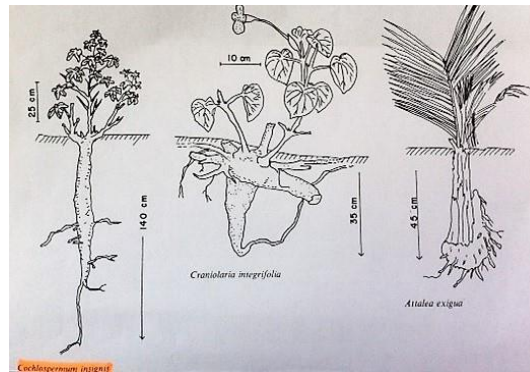 25 cm
140 cm
Cochlospermum insignis
10 cm
35 cm
Craniolaria integrifolia
45 cm
Attalea exigua